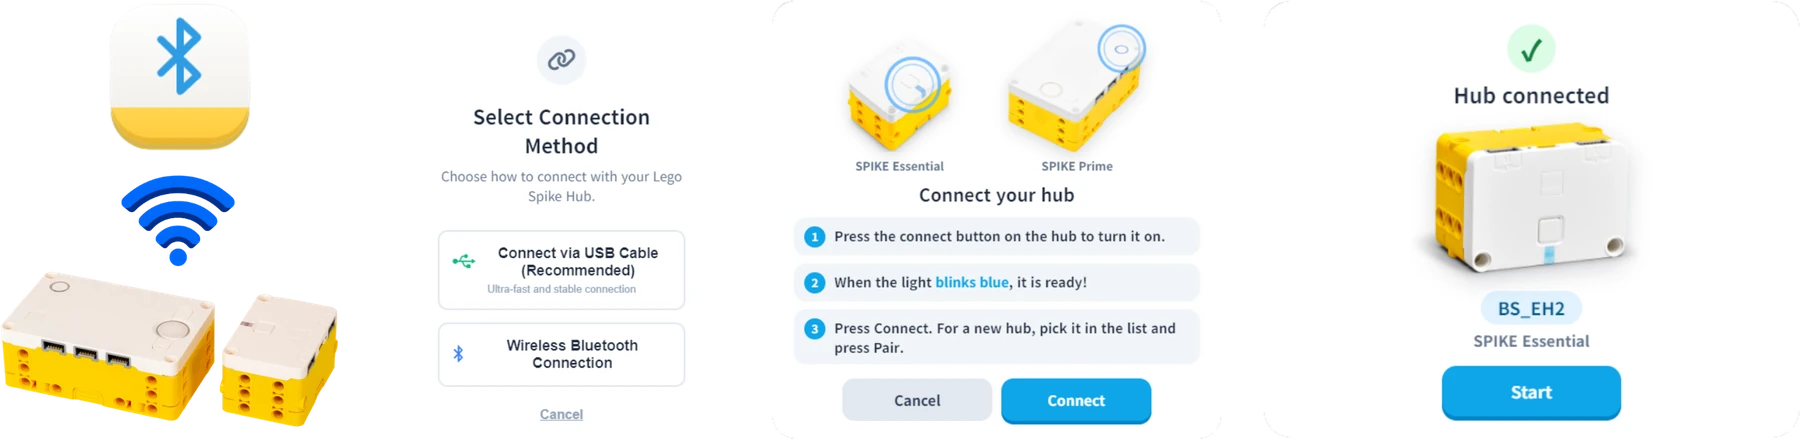 Select Connection
Method
Choose how to connect with your Lego
Spike Hub.
Connect via USB Cable
(Recommended)
Ultra-fast and stable connection
Wireless Bluetooth
Connection
Cancel
SPIKE Essential
SPIKE Prime
Connect your hub
1 Press the connect button on the hub to turn it on.
2 When the light blinks blue, it is ready!
3 Press Connect. For a new hub, pick it in the list and
press Pair.
Cancel
Connect
✓
Hub connected
BS_EH2
SPIKE Essential
Start